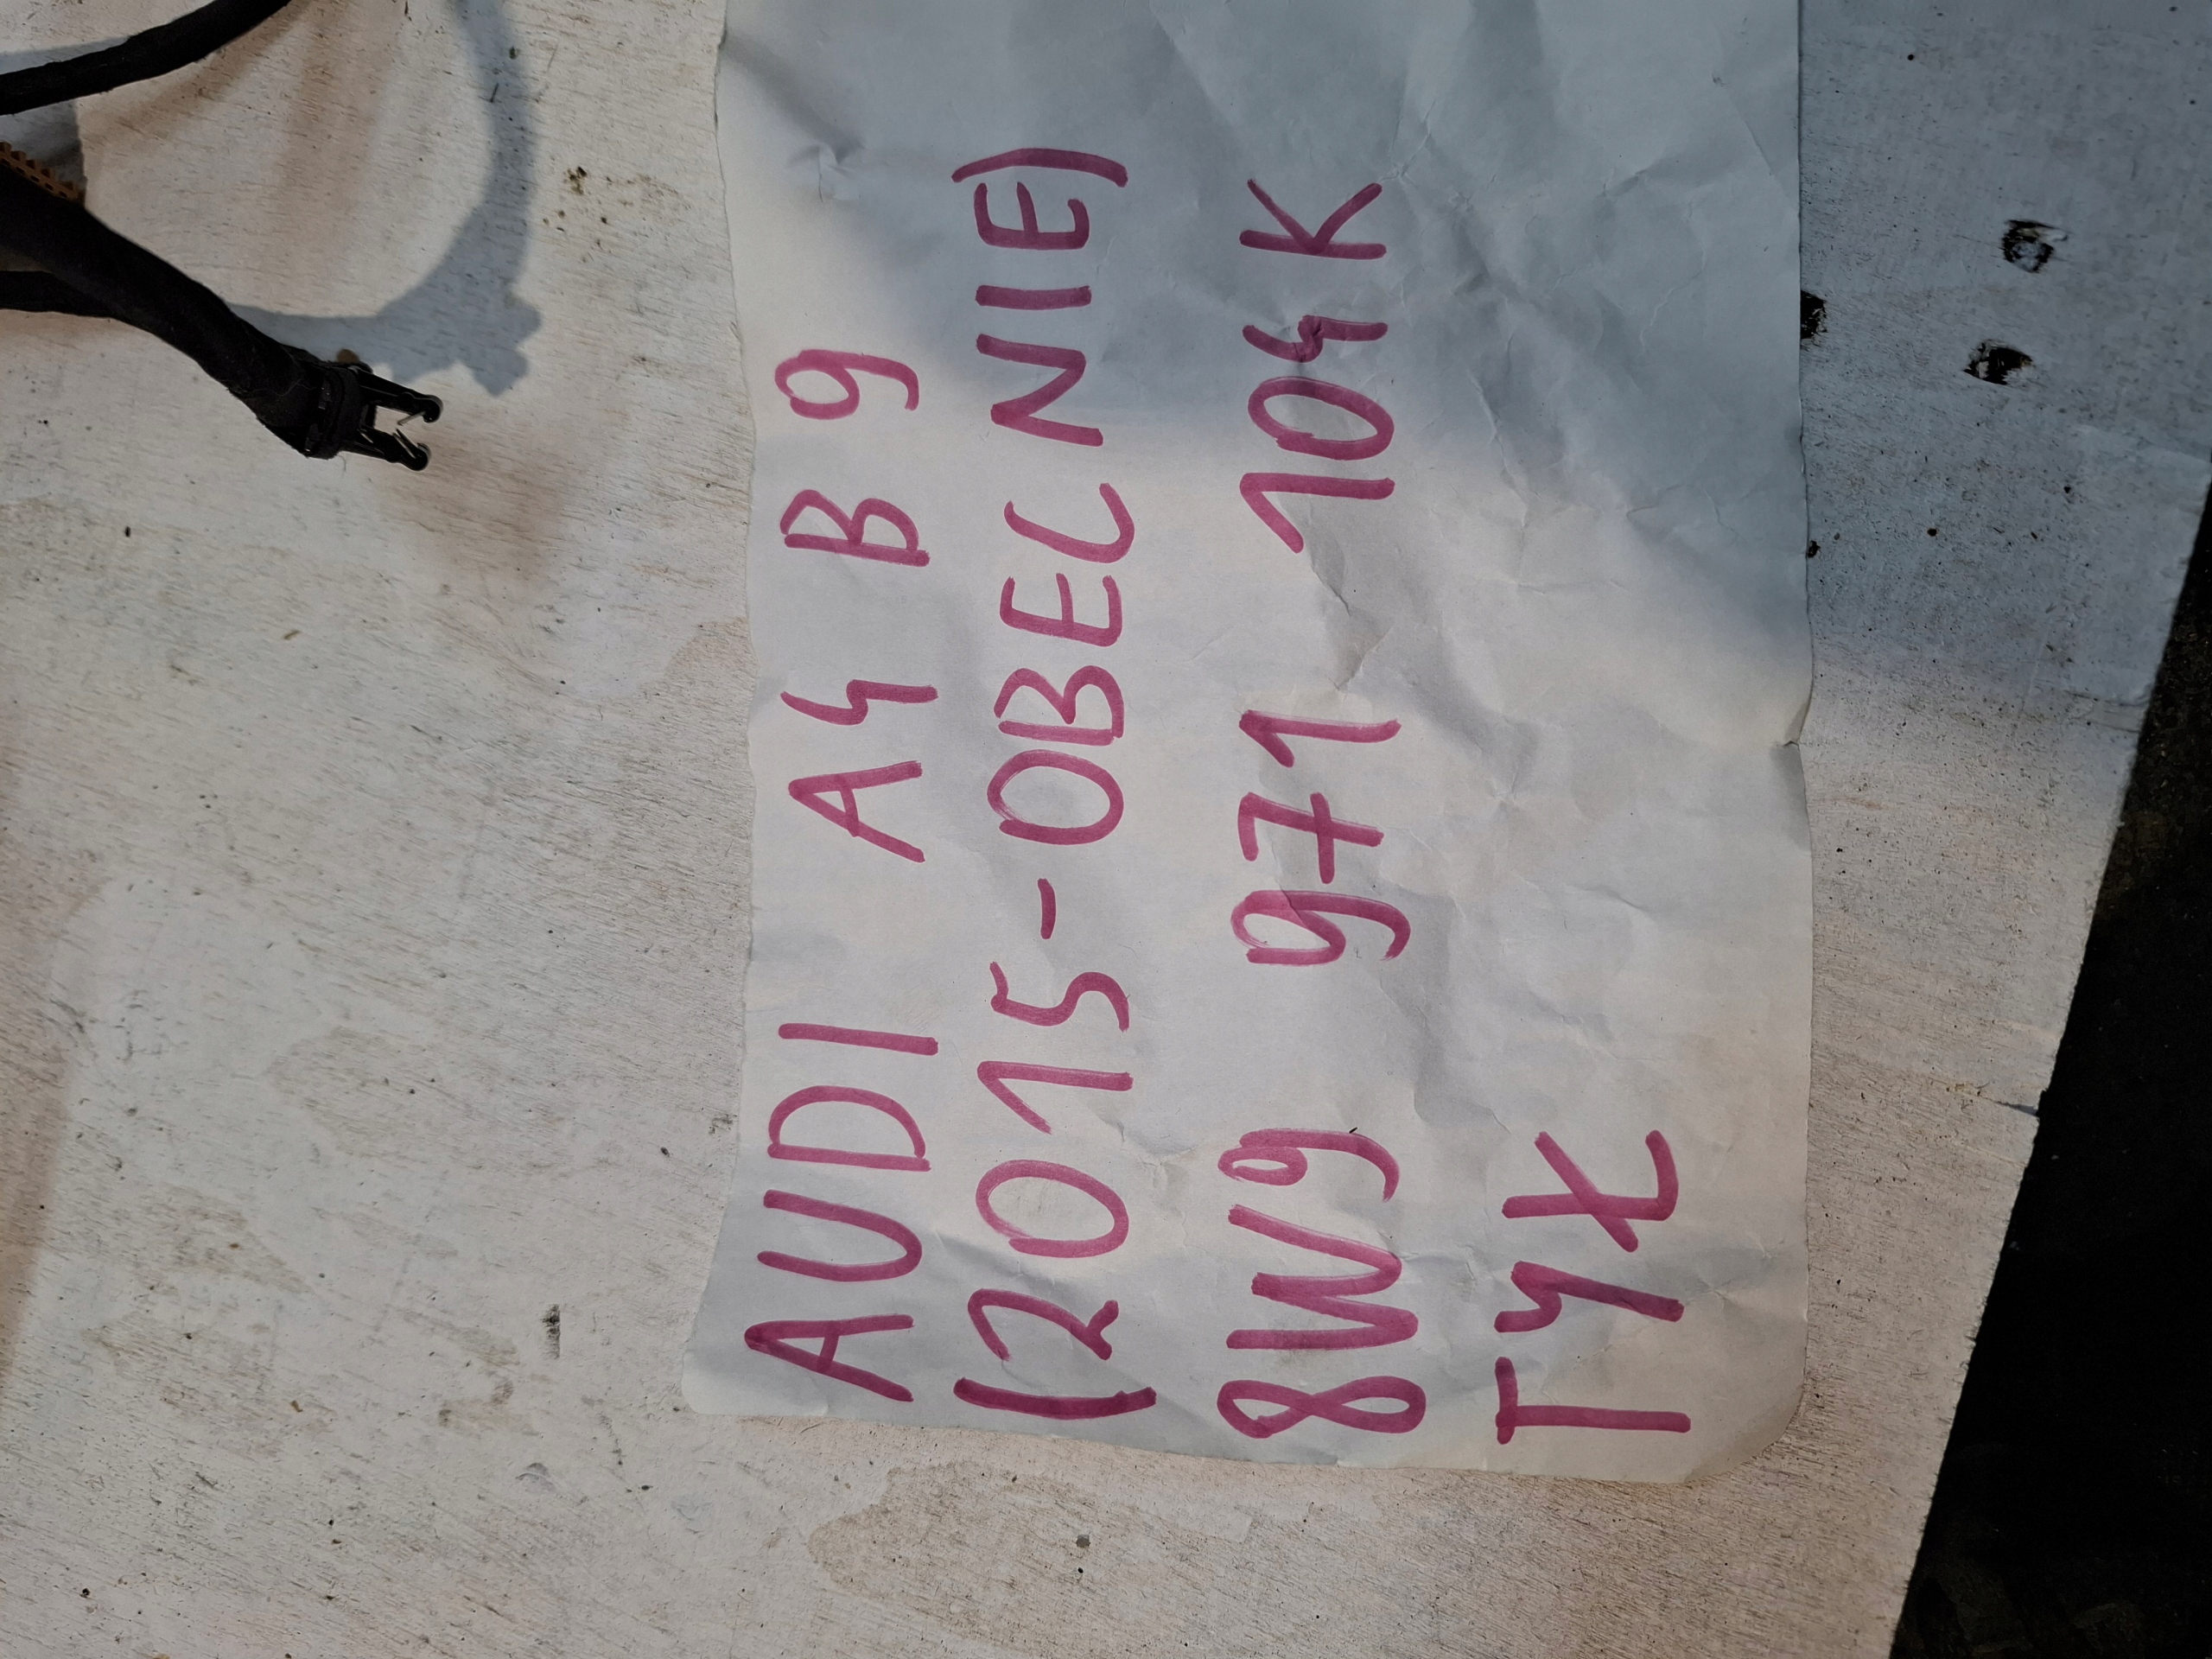 AUDI A4 B9
(2015-OBECNIE)
8W9 971 104K
TYŁ